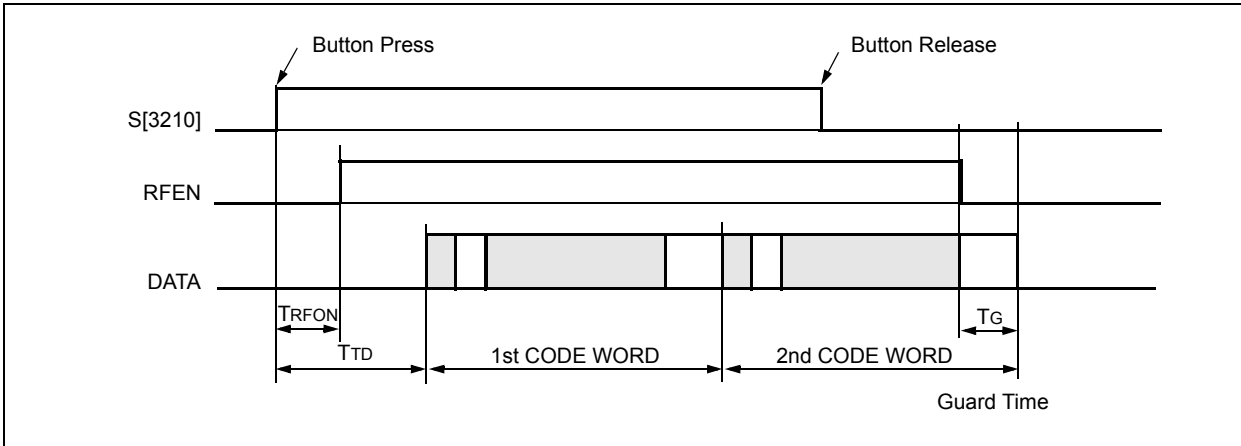 Button Press
Button Release
S[3210]
RFEN
DATA
TRFON
TG
TTD
1st CODE WORD
2nd CODE WORD
Guard Time